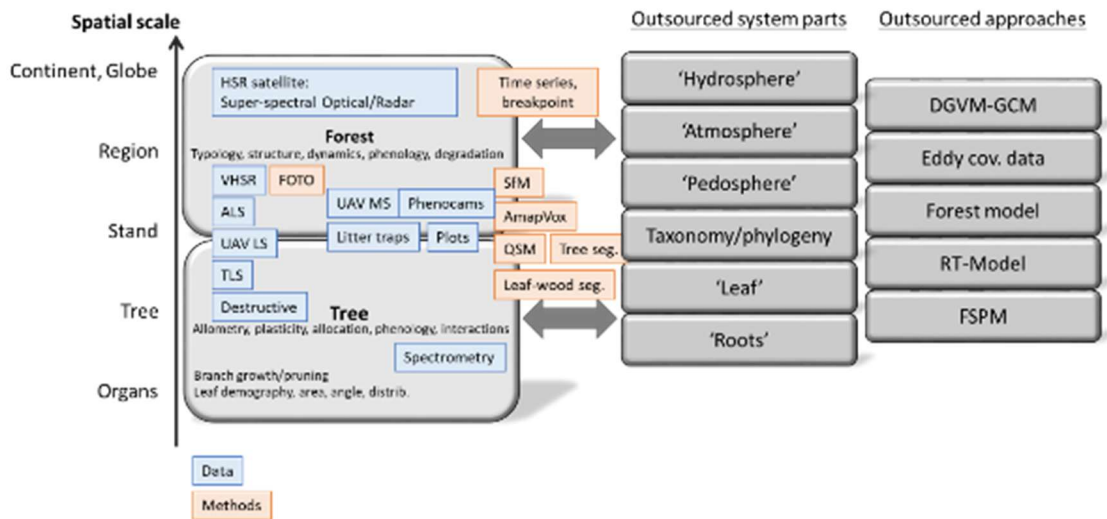 Spatial scale
Outsourced system parts
Outsourced approaches
Continent, Globe
Region
Stand
Tree
Organs
HSR satellite:
Super-spectral Optical/Radar
Time series,
breakpoint
Forest
Typology, structure, dynamics, phenology, degradation
VHSR
FOTO
ALS
UAV MS
Phenocams
SfM
AmapVox
UAV LS
Litter traps
Plots
QSM
Tree seg.
TLS
Leaf-wood seg.
Destructive
Tree
Allometry, plasticity, allocation, phenology, interactions
Spectrometry
Branch growth/pruning
Leaf demography, area, angle, distrib.
'Hydrosphere'
'Atmosphere'
'Pedosphere'
Taxonomy/phylogeny
'Leaf'
'Roots'
DGVM-GCM
Eddy cov. data
Forest model
RT-Model
FSPM
Data
Methods